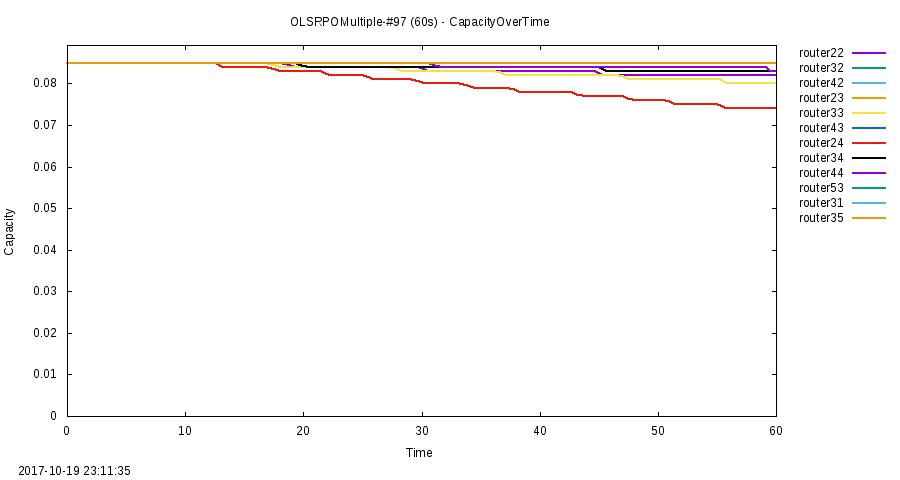 OLSRPOMultiple-#97 (60s) - CapacityOverTime
router22
router32
router42
router23
router33
router43
router24
router34
router44
router53
router31
router35
0.08
0.07
0.06
0.05
0.04
0.03
0.02
0.01
0
Capacity
0 10 20 30 40 50 60
Time
2017-10-19 23:11:35